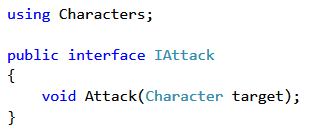 using Characters;

public interface IAttack
{
    void Attack(Character target);
}